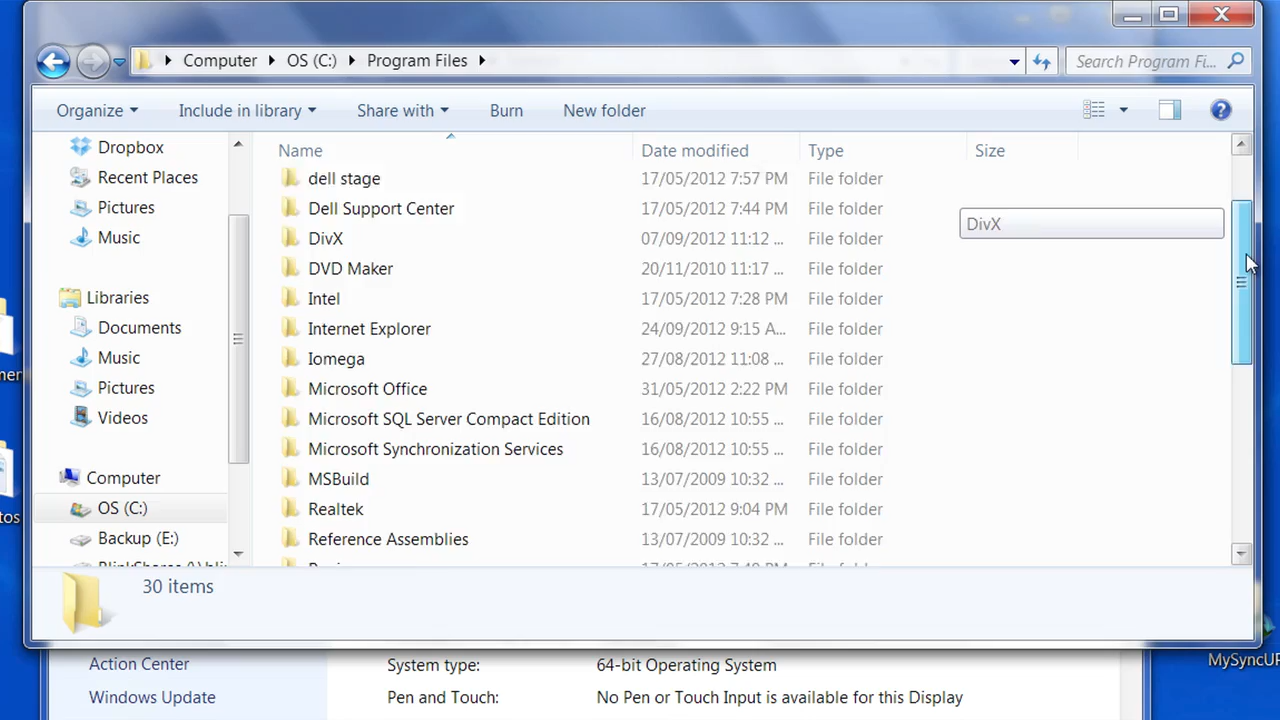 Computer OS (C:) Program Files
Search Program Fi...
Organize Include in library Share with Burn New folder
Name Date modified Type Size
Dropbox
Recent Places
Pictures
Music
Libraries
Documents
Music
Pictures
Videos
Computer
OS (C:)
Backup (E:)
dell stage 17/05/2012 7:57 PM File folder
Dell Support Center 17/05/2012 7:44 PM File folder
DivX 07/09/2012 11:12 ... File folder
DVD Maker 20/11/2010 11:17 ... File folder
Intel 17/05/2012 7:28 PM File folder
Internet Explorer 24/09/2012 9:15 A... File folder
Iomega 27/08/2012 11:08 ... File folder
Microsoft Office 31/05/2012 2:22 PM File folder
Microsoft SQL Server Compact Edition 16/08/2012 10:55 ... File folder
Microsoft Synchronization Services 16/08/2012 10:55 ... File folder
MSBuild 13/07/2009 10:32 ... File folder
Realtek 17/05/2012 9:04 PM File folder
Reference Assemblies 13/07/2009 10:32 ... File folder
DivX
30 items
Action Center
Windows Update
System type: 64-bit Operating System
Pen and Touch: No Pen or Touch Input is available for this Display
MySyncUP